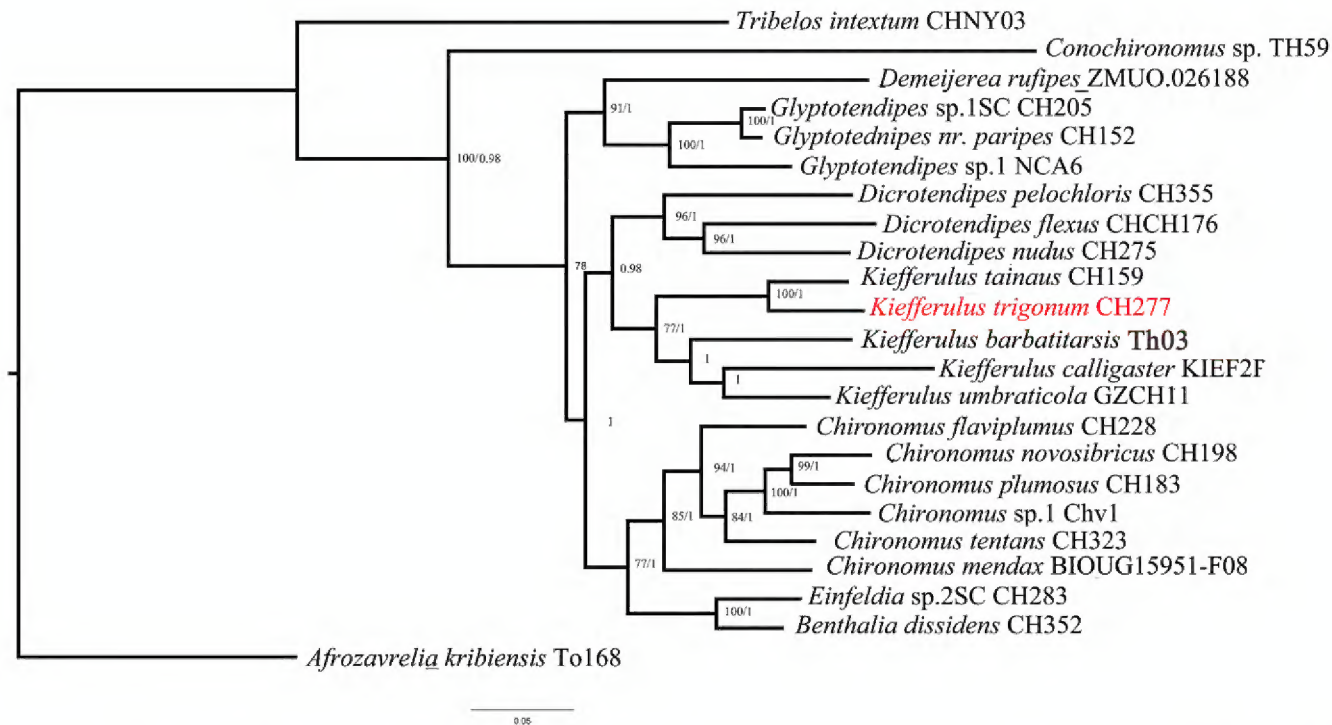 Tribelos intextum CHNY03
Conochironomus sp. TH59
Demeijerea rufipes_ZMUO.026188
91/1
Glyptotendipes sp.1SC CH205
100/1
Glyptotednipes nr. paripes CH152
100/1
100/0.98
Glyptotendipes sp.1 NCA6
Dicrotendipes pelochloris CH355
96/1
Dicrotendipes flexus CHCH176
96/1
Dicrotendipes nudus CH275
78
0.98
Kiefferulus tainaus CH159
100/1
Kiefferulus trigonum CH277
77/1
Kiefferulus barbatitarsis Th03
1
Kiefferulus calligaster KIEF2F
1
Kiefferulus umbraticola GZCH11
1
Chironomus flaviplumus CH228
Chironomus novosibricus CH198
94/1
99/1
Chironomus plumosus CH183
100/1
Chironomus sp.1 Chv1
85/1
84/1
Chironomus tentans CH323
77/1
Chironomus mendax BIOUG15951-F08
Einfeldia sp.2SC CH283
100/1
Benthalia dissidens CH352
Afrozavrelia kribiensis To168
0.05